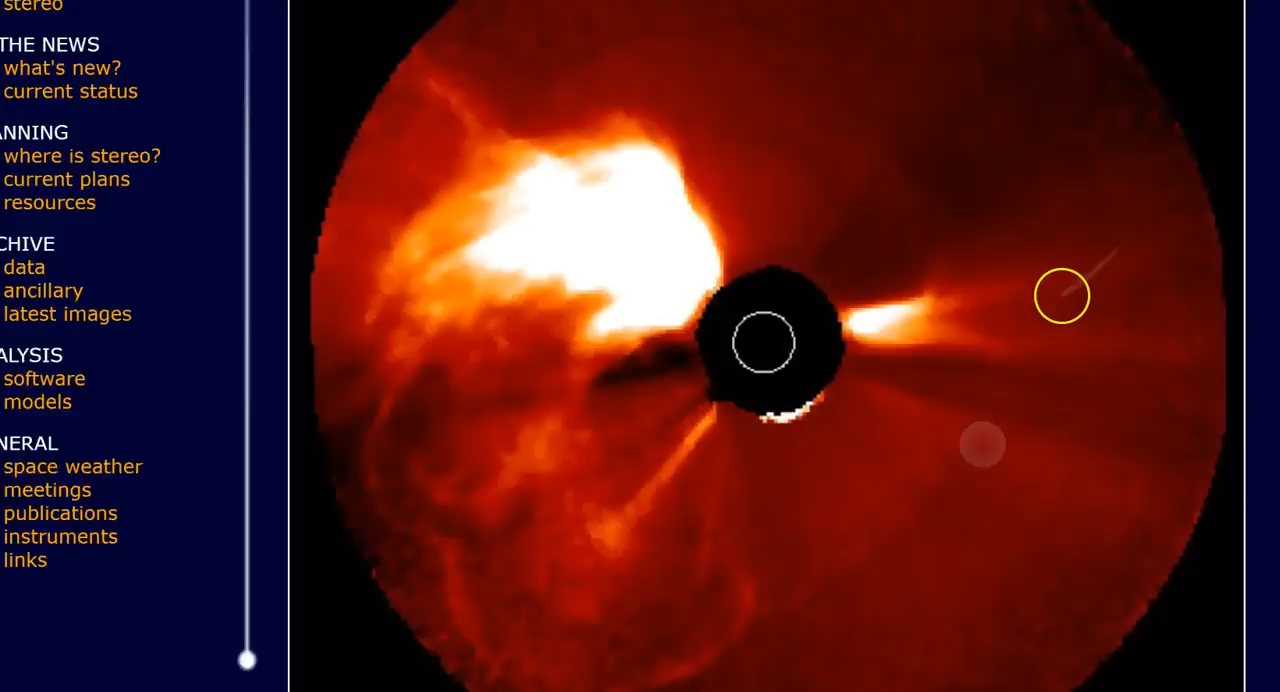 stereo
THE NEWS
what's new?
current status
ANNING
where is stereo?
current plans
resources
CHIVE
data
ancillary
latest images
ALYSIS
software
models
NERAL
space weather
meetings
publications
instruments
links